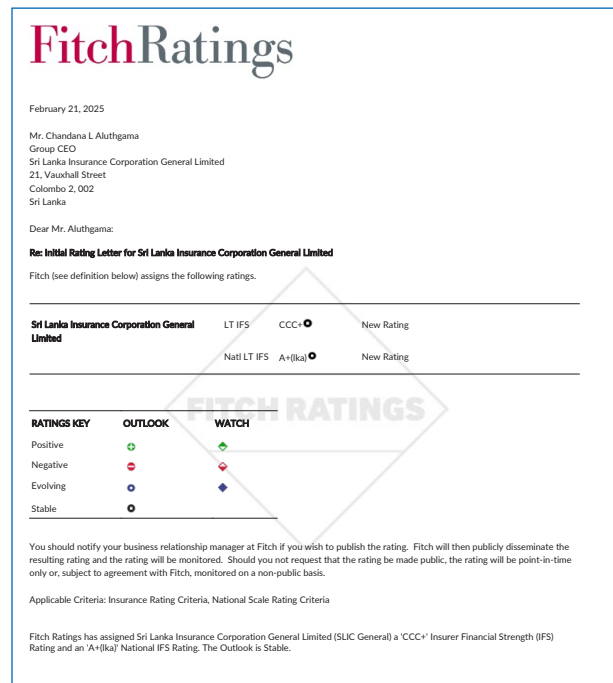 FitchRatings
February 21, 2025
Mr. Chandana L Aluthgama
Group CEO
Sri Lanka Insurance Corporation General Limited
21, Vauxhall Street
Colombo 2, 002
Sri Lanka
Dear Mr. Aluthgama:
Re: Initial Rating Letter for Sri Lanka Insurance Corporation General Limited
Fitch (see definition below) assigns the following ratings.
Sri Lanka Insurance Corporation General LT IFS CCC+ New Rating
Limited
Natl LT IFS A+(lka) New Rating
FITCH RATINGS
RATINGS KEY OUTLOOK WATCH
Positive
Negative
Evolving
Stable
You should notify your business relationship manager at Fitch if you wish to publish the rating. Fitch will then publicly disseminate the
resulting rating and the rating will be monitored. Should you not request that the rating be made public, the rating will be point-in-time
only or, subject to agreement with Fitch, monitored on a non-public basis.
Applicable Criteria: Insurance Rating Criteria, National Scale Rating Criteria
Fitch Ratings has assigned Sri Lanka Insurance Corporation General Limited (SLIC General) a 'CCC+' Insurer Financial Strength (IFS)
Rating and an 'A+(lka)' National IFS Rating. The Outlook is Stable.